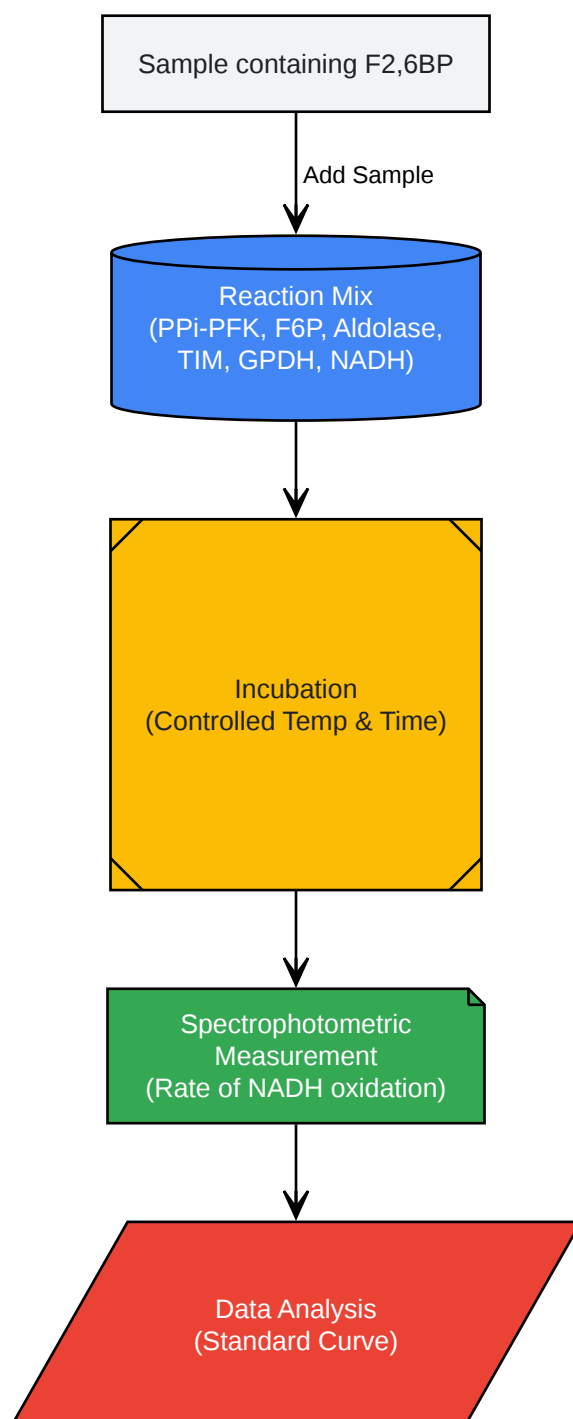 Sample containing F2,6BP
Add Sample
Reaction Mix
(PPi-PFK, F6P, Aldolase,
TIM, GPDH, NADH)
Incubation
(Controlled Temp & Time)
Spectrophotometric
Measurement
(Rate of NADH oxidation)
Data Analysis
(Standard Curve)